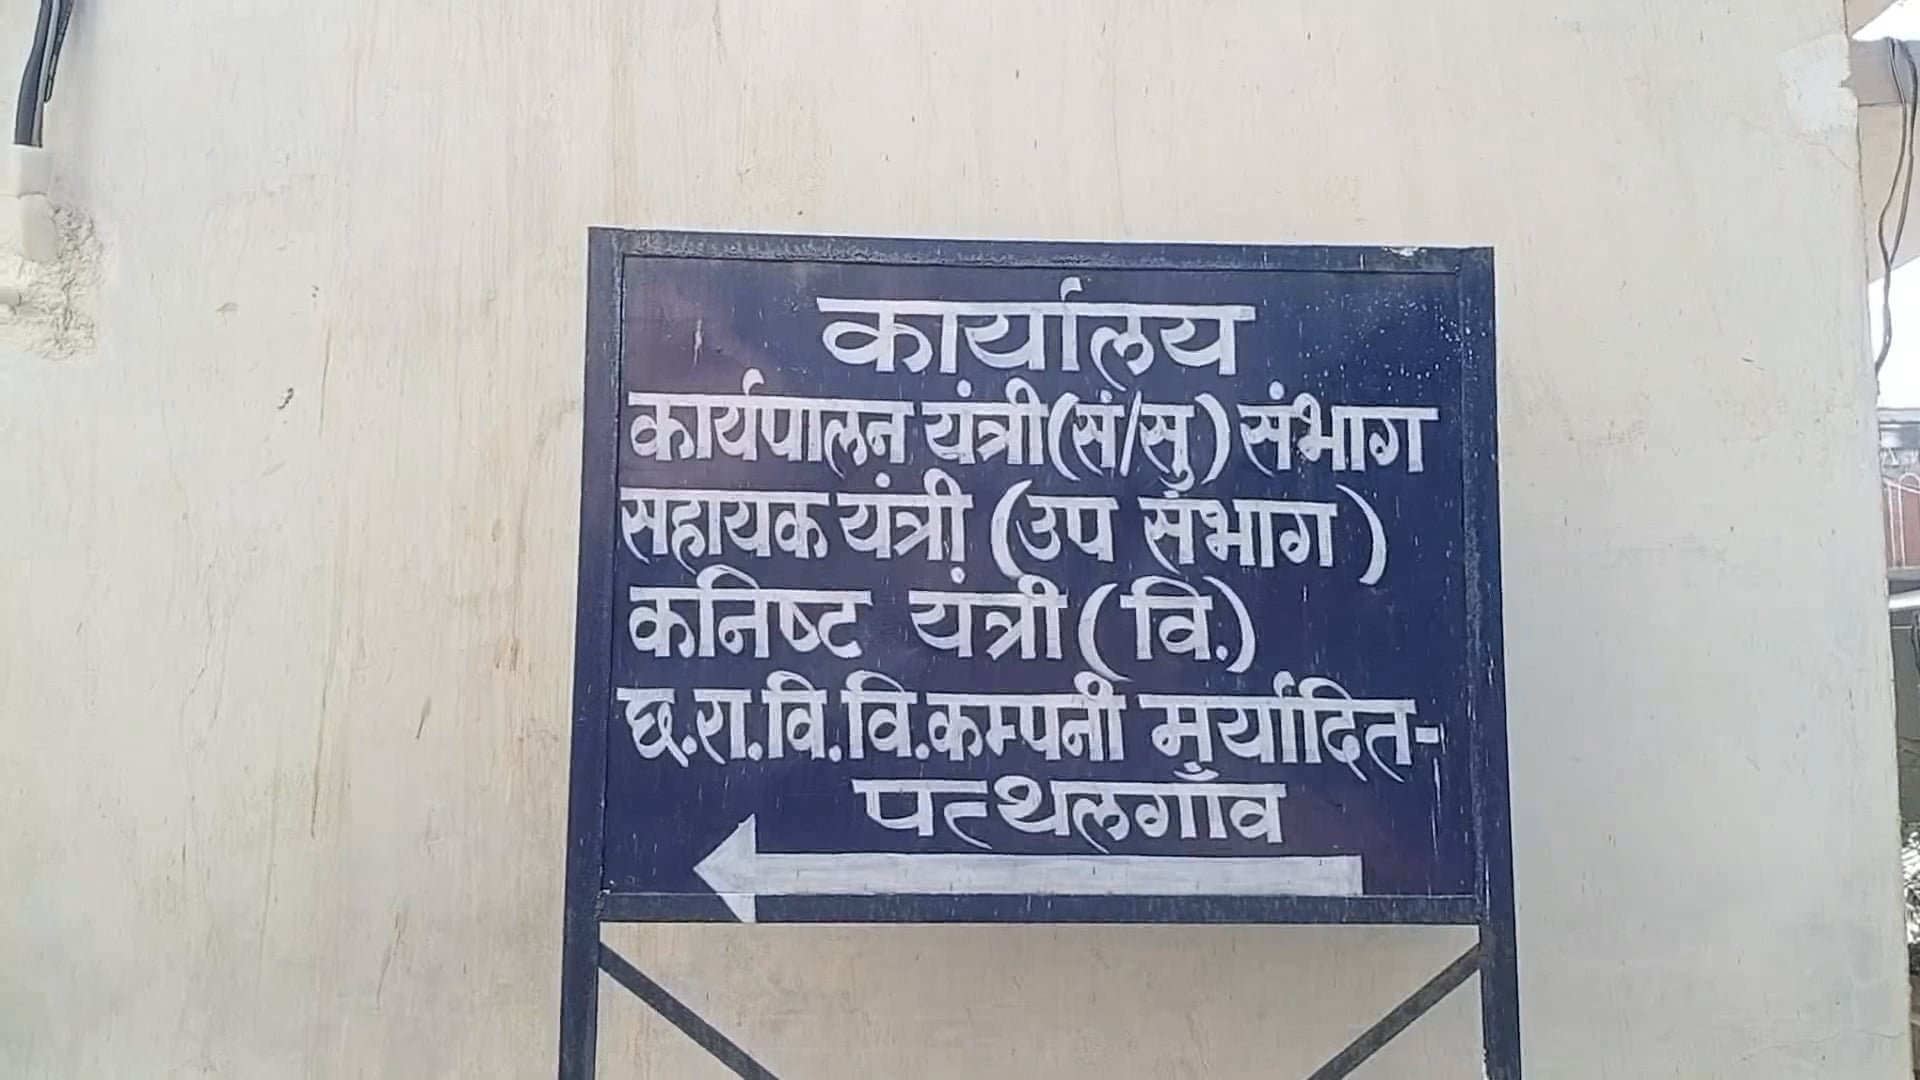 कार्यालय
कार्यपालन यंत्री(सं/सु) संभाग
सहायक यंत्री (उप संभाग)
कनिष्ट यंत्री (वि.)
छ.रा.वि.वि.कम्पनी मर्यादित-
पत्थलगाँव